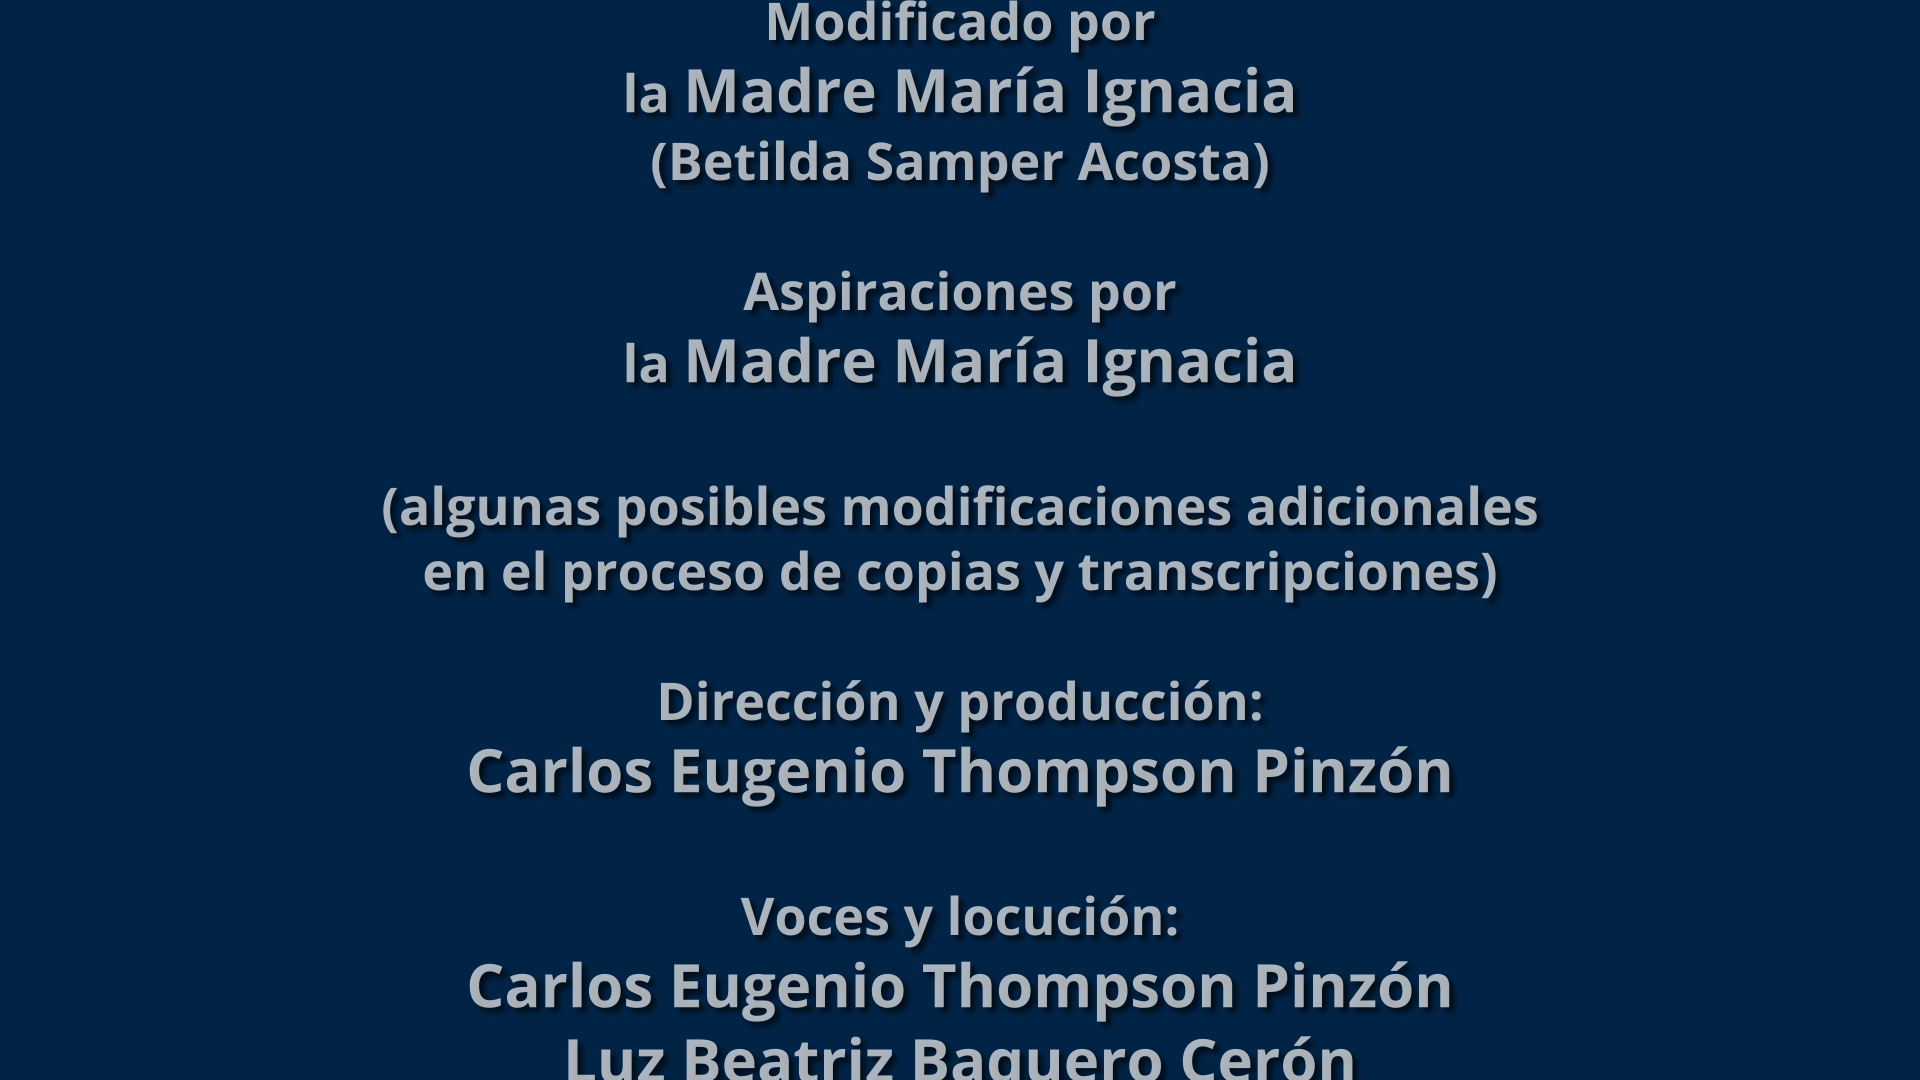 Modificado por
la Madre María Ignacia
(Betilda Samper Acosta)
Aspiraciones por
la Madre María Ignacia
(algunas posibles modificaciones adicionales
en el proceso de copias y transcripciones)
Dirección y producción:
Carlos Eugenio Thompson Pinzón
Voces y locución:
Carlos Eugenio Thompson Pinzón
Luz Beatriz Baquero Cerón